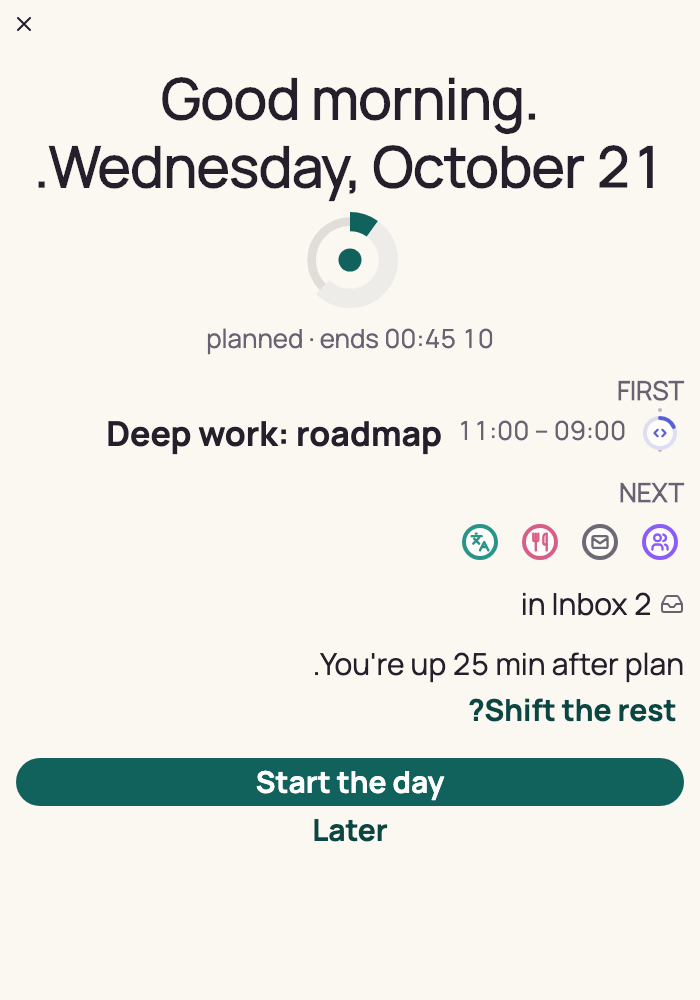 Good morning.
.Wednesday, October 21
planned · ends 00:45 10
FIRST
Deep work: roadmap 11:00 – 09:00
NEXT
in Inbox 2
.You're up 25 min after plan
?Shift the rest
Start the day
Later